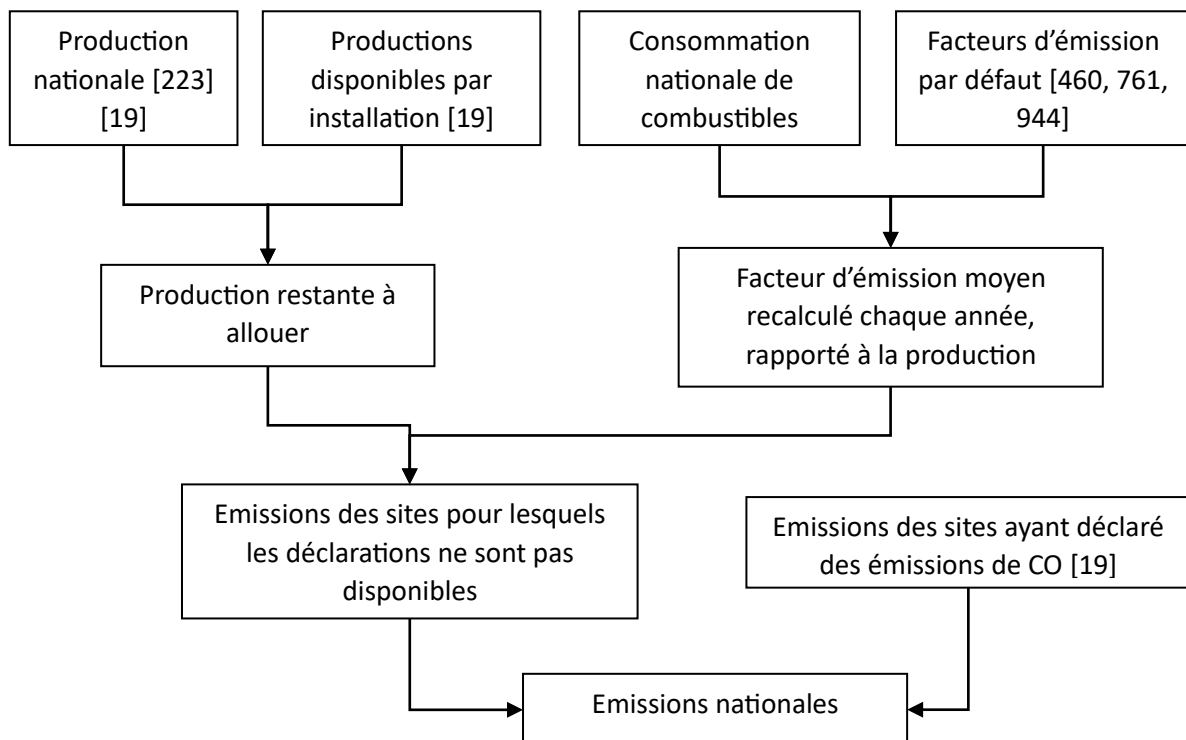 Production
nationale [223]
[19]
Productions
disponibles par
installation [19]
Consommation
nationale de
combustibles
Facteurs d’émission
par défaut [460, 761,
944]
Production restante à
allouer
Facteur d’émission moyen
recalculé chaque année,
rapporté à la production
Emissions des sites pour lesquels
les déclarations ne sont pas
disponibles
Emissions des sites ayant déclaré
des émissions de CO [19]
Emissions nationales